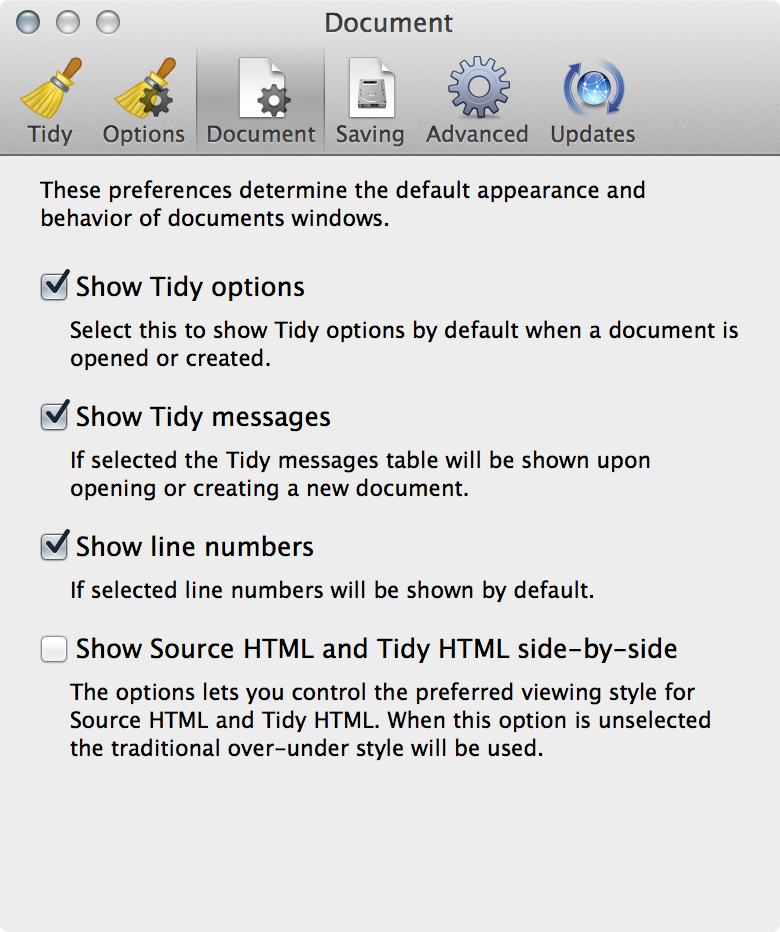 Document
Tidy Options Document Saving Advanced Updates
These preferences determine the default appearance and
behavior of documents windows.
Show Tidy options
Select this to show Tidy options by default when a document is
opened or created.
Show Tidy messages
If selected the Tidy messages table will be shown upon
opening or creating a new document.
Show line numbers
If selected line numbers will be shown by default.
Show Source HTML and Tidy HTML side-by-side
The options lets you control the preferred viewing style for
Source HTML and Tidy HTML. When this option is unselected
the traditional over-under style will be used.